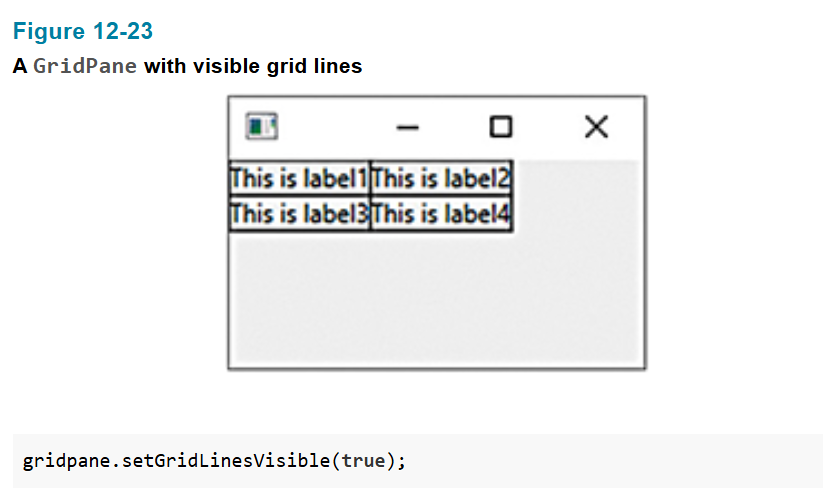 Figure 12-23
A GridPane with visible grid lines
This is label1 This is label2
This is label3 This is label4
gridpane.setGridLinesVisible(true);